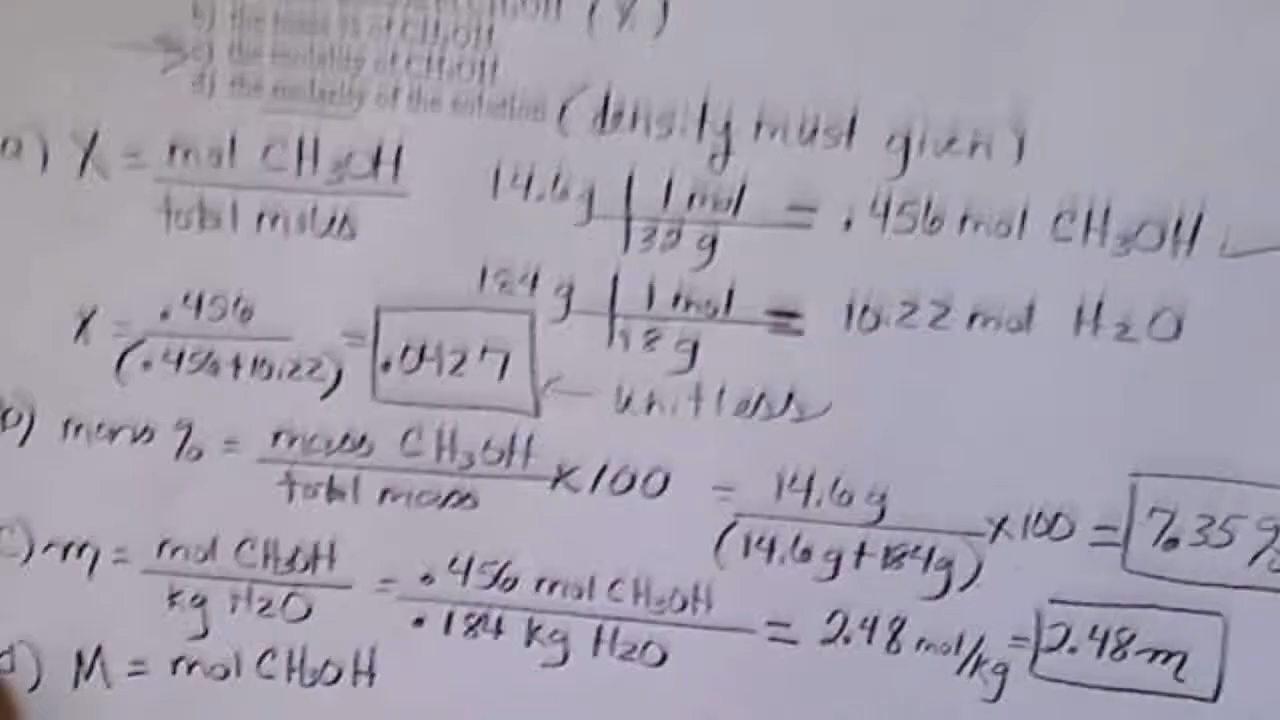 (X)
b) the mass % of CH3OH
c) the molality of CH3OH
d) the molarity of the solution (density must given)
a) X = mol CH3OH / total moles
14.6g | 1 mol / 32 g = .456 mol CH3OH
184 g | 1 mol / 18 g = 10.22 mol H2O
X = .456 / (.456+10.22) = .0427 ← unitless
b) mass % = mass CH3OH / total mass x100 = 14.6g / (14.6g+184g) x100 = 7.35%
c) m = mol CH3OH / kg H2O = .456 mol CH3OH / .184 kg H2O = 2.48 mol/kg = 2.48m
d) M = mol CH3OH